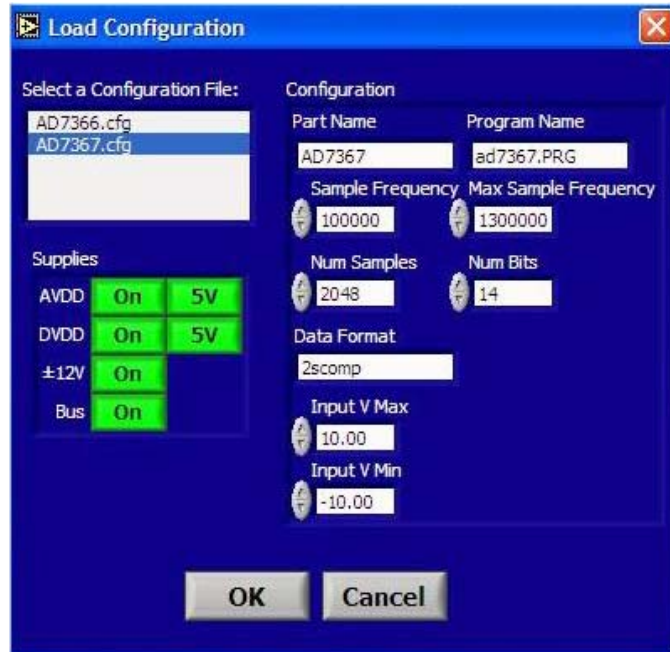 Load Configuration
Select a Configuration File:
AD7366.cfg
AD7367.cfg
Supplies
AVDD On 5V
DVDD On 5V
±12V On
Bus On
Configuration
Part Name Program Name
AD7367 ad7367.PRG
Sample Frequency Max Sample Frequency
100000 1300000
Num Samples Num Bits
2048 14
Data Format
2scomp
Input V Max
10.00
Input V Min
-10.00
OK Cancel